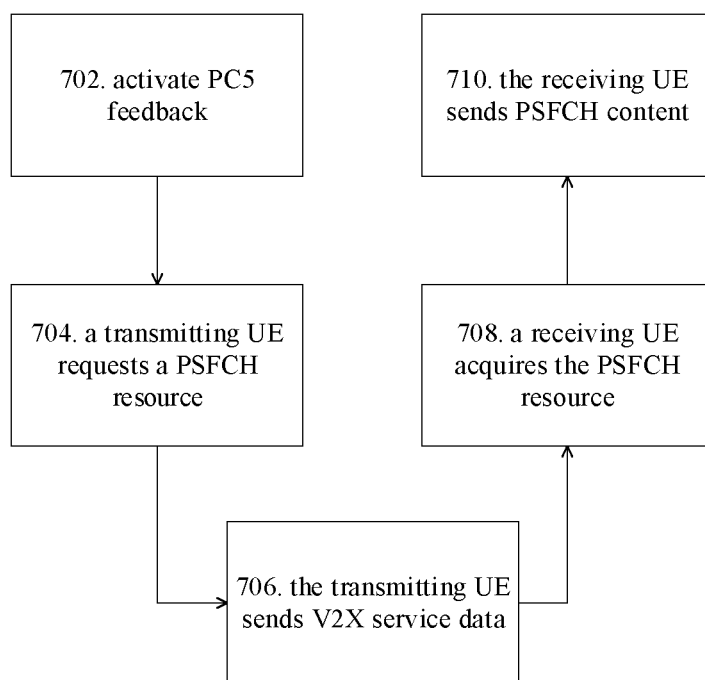 702. activate PC5
feedback
704. a transmitting UE
requests a PSFCH
resource
706. the transmitting UE
sends V2X service data
708. a receiving UE
acquires the PSFCH
resource
710. the receiving UE
sends PSFCH content